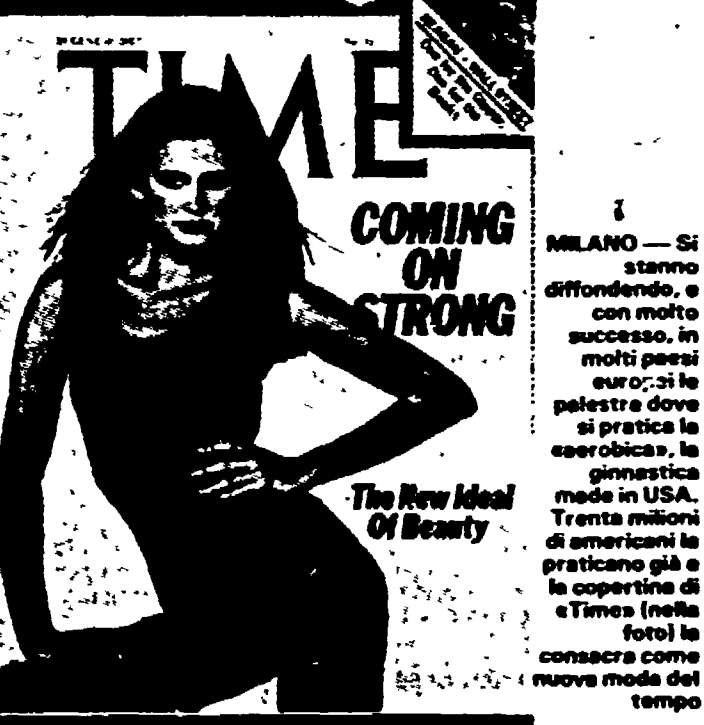 TIME
COMING
ON
STRONG
The New Ideal
Of Beauty
MILANO — Si
stanno
diffondendo, e
con molto
successo, in
molti paesi
europei le
palestre dove
si pratica la
«aerobica», la
ginnastica
made in USA.
Trenta milioni
di americani la
praticano già e
la copertina di
«Time» (nella
foto) la
consacra come
nuova moda del
tempo